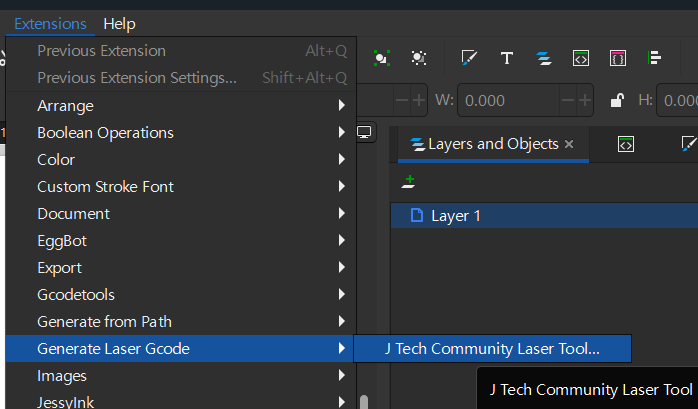 Extensions Help
Previous Extension Alt+Q
Previous Extension Settings... Shift+Alt+Q
W: 0.000 H: 0.000
Arrange
Boolean Operations
Layers and Objects
Color
Custom Stroke Font
Document
Layer 1
EggBot
Export
Gcodetools
Generate from Path
Generate Laser Gcode
J Tech Community Laser Tool...
Images
J Tech Community Laser Tool
JessyInk